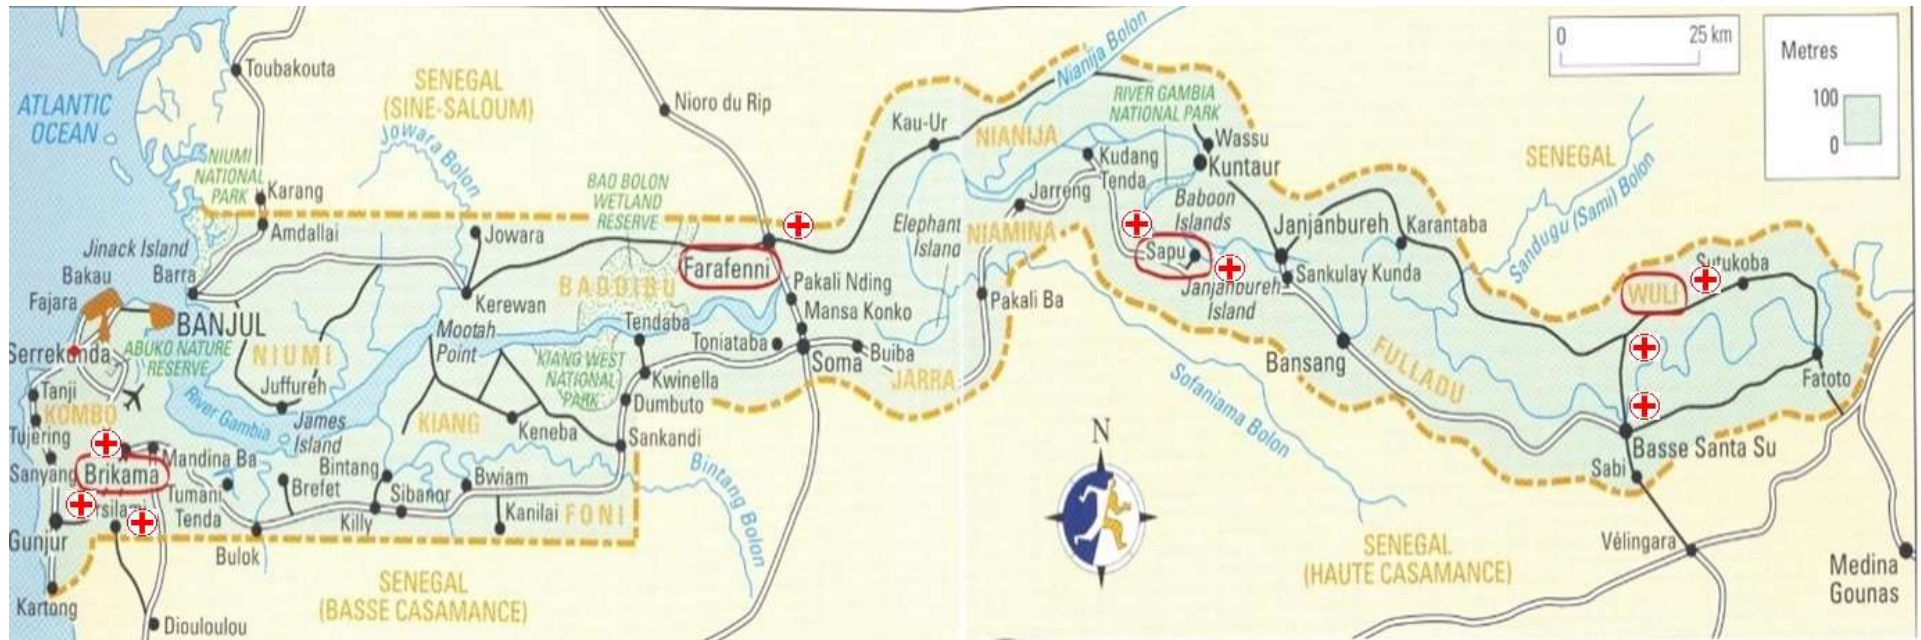 0 25 km
Metres
100
0
ATLANTIC
OCEAN
Toubakouta
SENEGAL
(SINE-SALOUM)
Jowara Bolon
Nioro du Rip
Kau-Ur
Nianija Bolon
NIANIJA
RIVER GAMBIA
NATIONAL PARK
Wassu
Kuntaur
Kudang
Tenda
Jarreng
Baboon
Islands
SENEGAL
Sandugu (Sami) Bolon
NIUMI
NATIONAL
PARK
Karang
Amdallai
BAO BOLON
WETLAND
RESERVE
Jowara
Elephant
Island
NIAMINA
Janjanbureh
Karantaba
Sapu
Sankulay Kunda
Janjanbureh
Island
Sutukoba
WULI
Jinack Island
Bakau
Barra
Fajara
BANJUL
Kerewan
BADDIBU
Farafenni
Pakali Nding
Mansa Konko
Pakali Ba
Serrekunda
ABUKO NATURE
RESERVE
NIUMI
Juffureh
Mootah
Point
Tendaba
Toniataba
Soma
Buiba
JARRA
KIANG WEST
NATIONAL
PARK
Kwinella
Dumbuto
Bansang
FULLADU
Fatoto
Tanji
KOMBO
River Gambia
James
Island
KIANG
Keneba
Sankandi
Sofaniama Bolon
N
Tujering
Sanyang
Brikama
Mandina Ba
Tumani
Tenda
Brefet
Bintang
Sibanor
Bwiam
Killy
Kanilai
FONI
Bintang Bolon
Basse Santa Su
Sabi
Gunjur
Bulok
Kartong
SENEGAL
(BASSE CASAMANCE)
Diouloulou
SENEGAL
(HAUTE CASAMANCE)
Vèlingara
Medina
Gounas